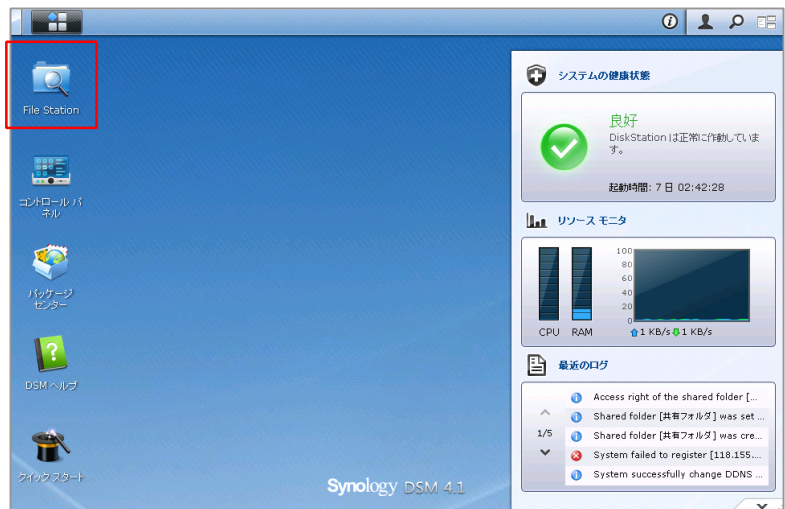 File Station
コントロール パ
ネル
パッケージ
センター
DSM ヘルプ
クイック スタート
Synology DSM 4.1
システムの健康状態
良好
DiskStation は正常に作動していま
す。
起動時間: 7 日 02:42:28
リソース モニタ
100
80
60
40
20
0
CPU RAM 1 KB/s 1 KB/s
最近のログ
Access right of the shared folder [...
Shared folder [共有フォルダ] was set ...
1/5
Shared folder [共有フォルダ] was cre...
System failed to register [118.155....
System successfully change DDNS ...